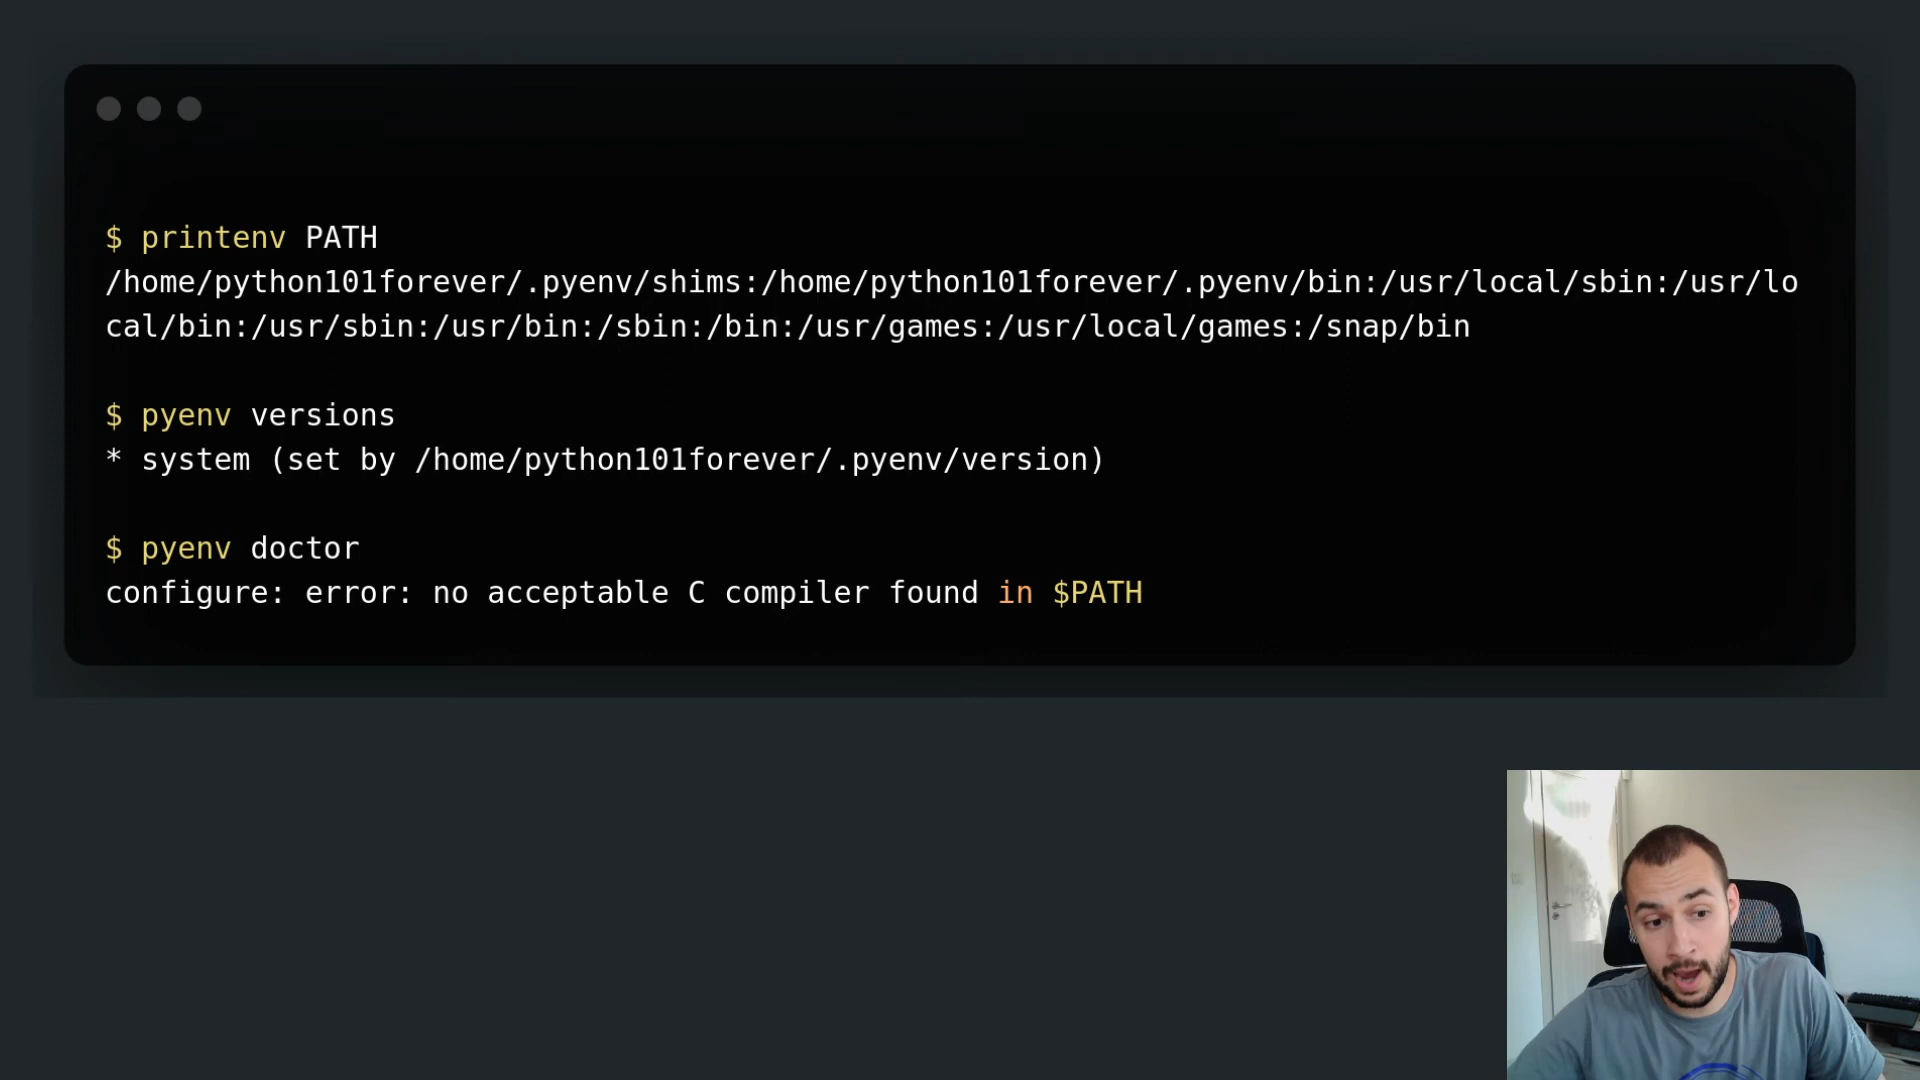 $ printenv PATH
/home/python101forever/.pyenv/shims:/home/python101forever/.pyenv/bin:/usr/local/sbin:/usr/lo
cal/bin:/usr/sbin:/usr/bin:/sbin:/bin:/usr/games:/usr/local/games:/snap/bin
$ pyenv versions
* system (set by /home/python101forever/.pyenv/version)
$ pyenv doctor
configure: error: no acceptable C compiler found in $PATH